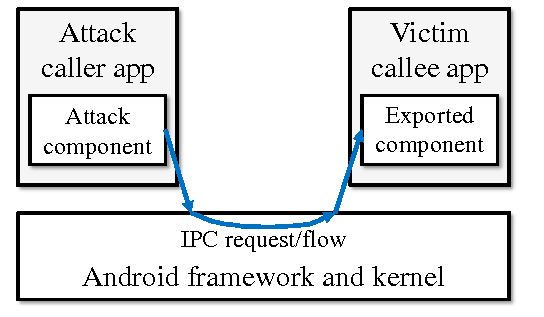 Attack
caller app
Attack
component
Victim
callee app
Exported
component
IPC request/flow
Android framework and kernel